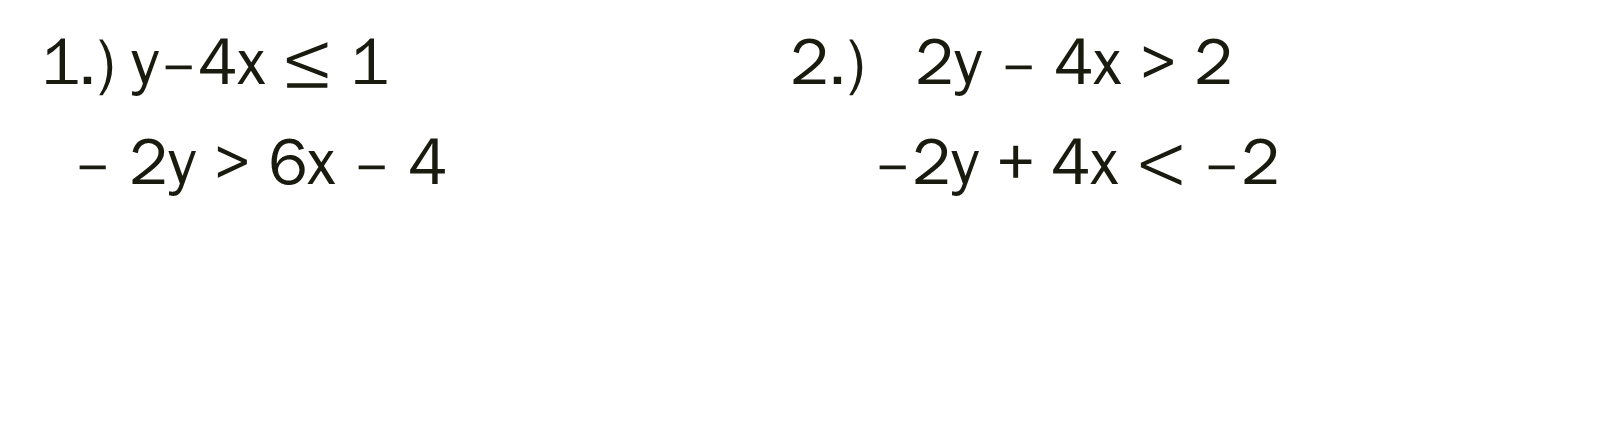 1.) y–4x ≤ 1
– 2y > 6x – 4
2.) 2y – 4x > 2
–2y + 4x < –2